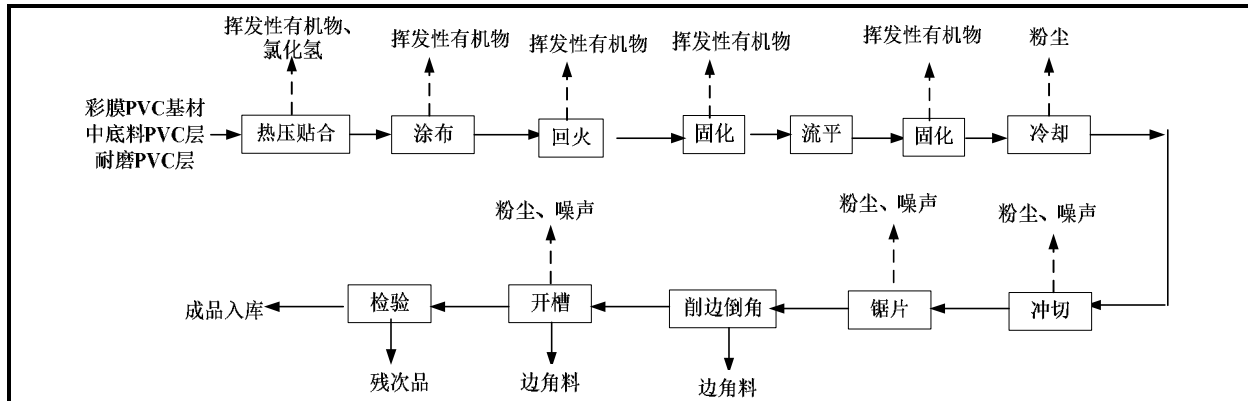 挥发性有机物、
氯化氢
挥发性有机物
挥发性有机物
挥发性有机物
挥发性有机物
粉尘
彩膜PVC基材
中底料PVC层
耐磨PVC层
热压贴合
涂布
回火
固化
流平
固化
冷却
粉尘、噪声
粉尘、噪声
粉尘、噪声
成品入库
检验
开槽
削边倒角
锯片
冲切
残次品
边角料
边角料